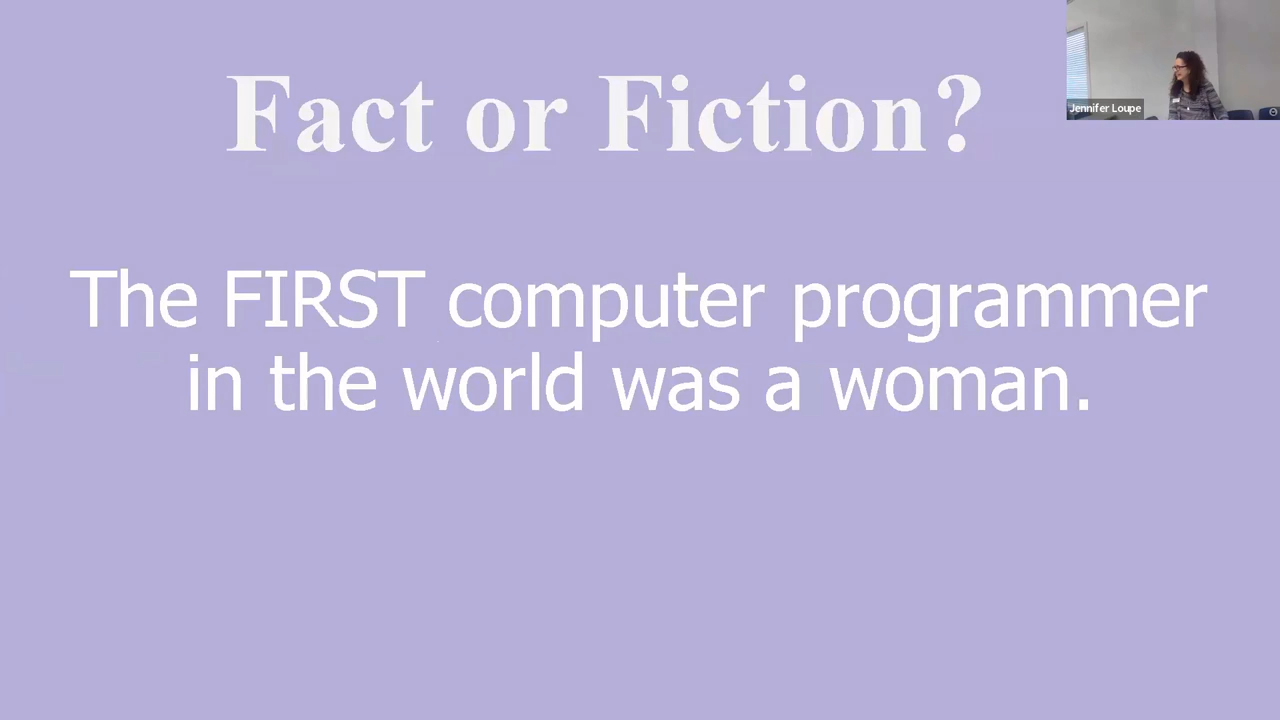 Fact or Fiction?
Jennifer Loupe
The FIRST computer programmer
in the world was a woman.